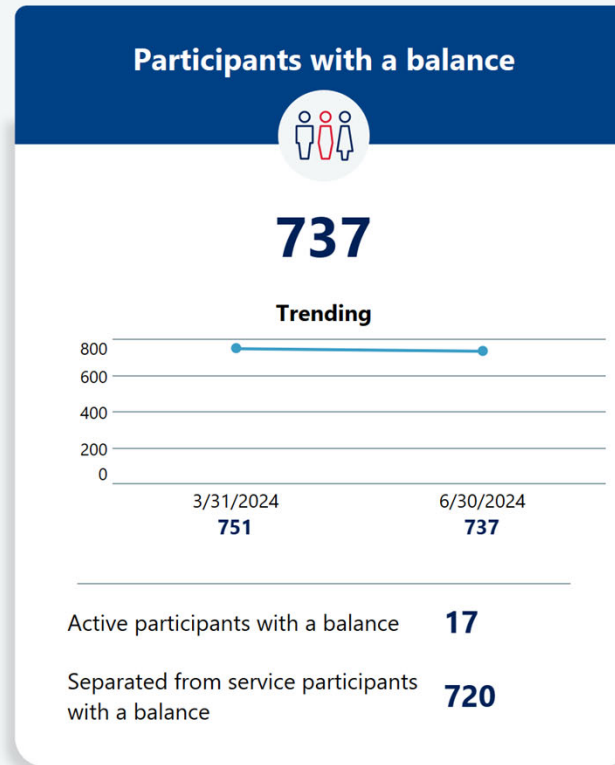 Participants with a balance
737
Trending
800
600
400
200
0
3/31/2024 6/30/2024
751 737
Active participants with a balance 17
Separated from service participants
with a balance 720